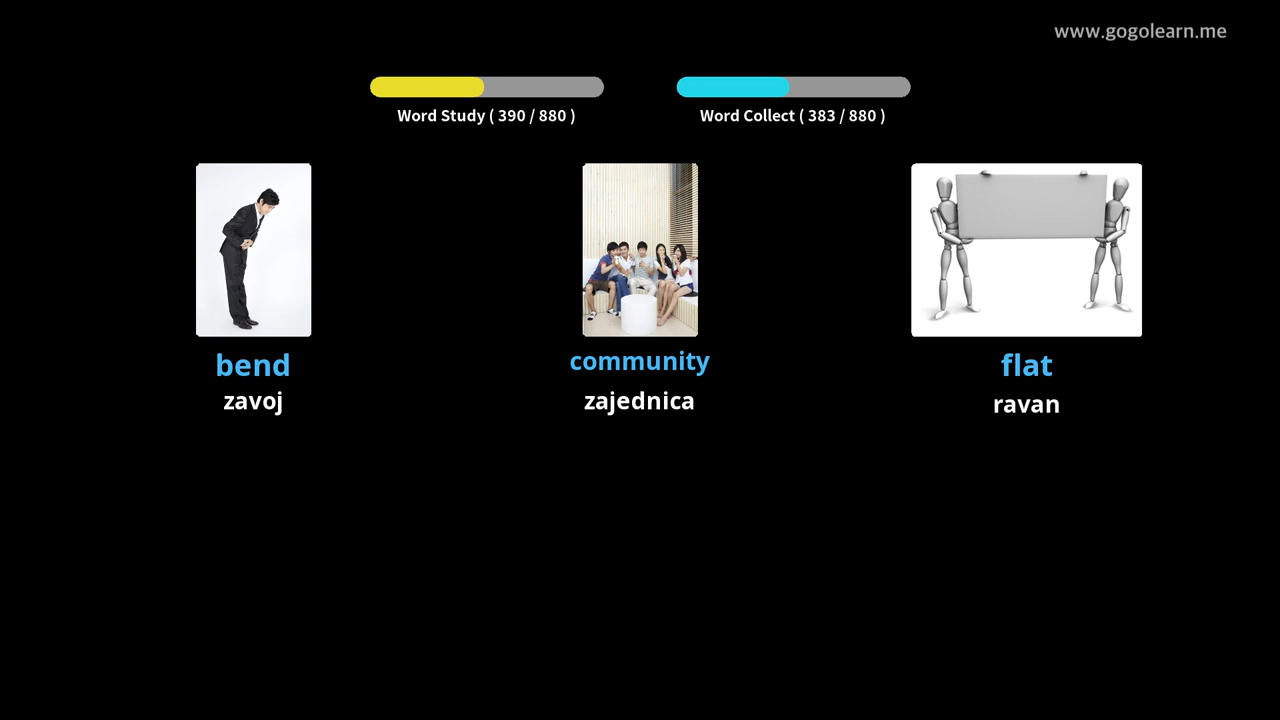 www.gogolearn.me
Word Study ( 390 / 880 )
Word Collect ( 383 / 880 )
bend
zavoj
community
zajednica
flat
ravan